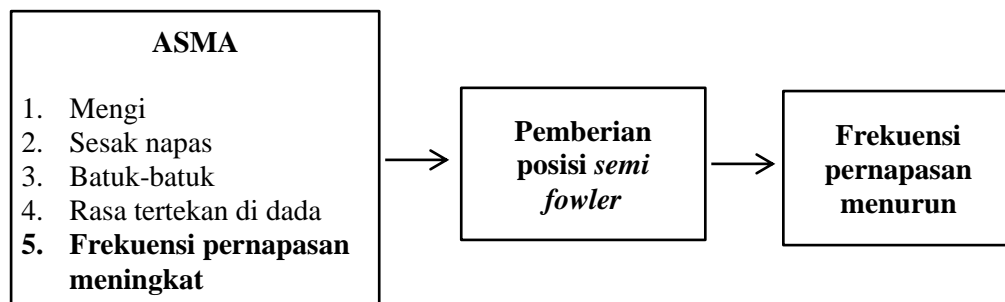 ASMA
1. Mengi
2. Sesak napas
3. Batuk-batuk
4. Rasa tertekan di dada
5. Frekuensi pernapasan
meningkat
Pemberian
posisi semi
fowler
Frekuensi
pernapasan
menurun